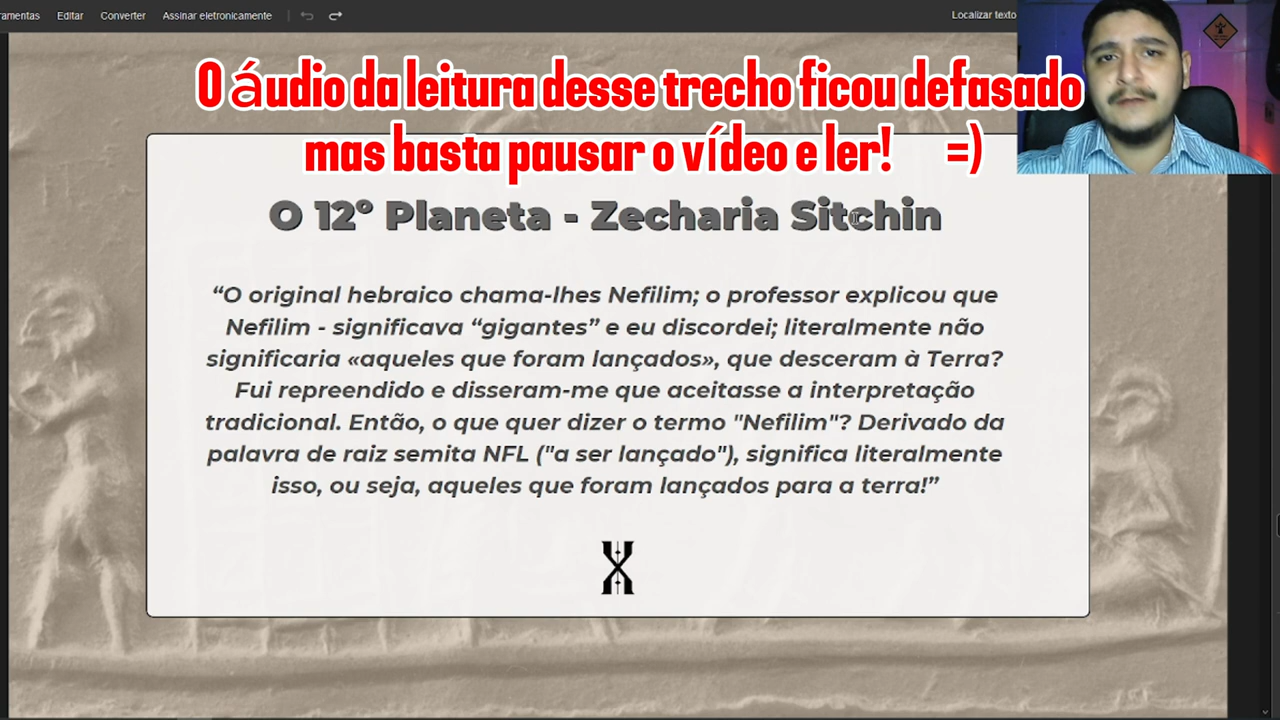 ramentas Editar Converter Assinar eletronicamente Localizar texto
O áudio da leitura desse trecho ficou defasado
mas basta pausar o vídeo e ler! =)
O 12º Planeta - Zecharia Sitchin
“O original hebraico chama-lhes Nefilim; o professor explicou que
Nefilim - significava “gigantes” e eu discordei; literalmente não
significaria «aqueles que foram lançados», que desceram à Terra?
Fui repreendido e disseram-me que aceitasse a interpretação
tradicional. Então, o que quer dizer o termo "Nefilim"? Derivado da
palavra de raiz semita NFL ("a ser lançado"), significa literalmente
isso, ou seja, aqueles que foram lançados para a terra!”